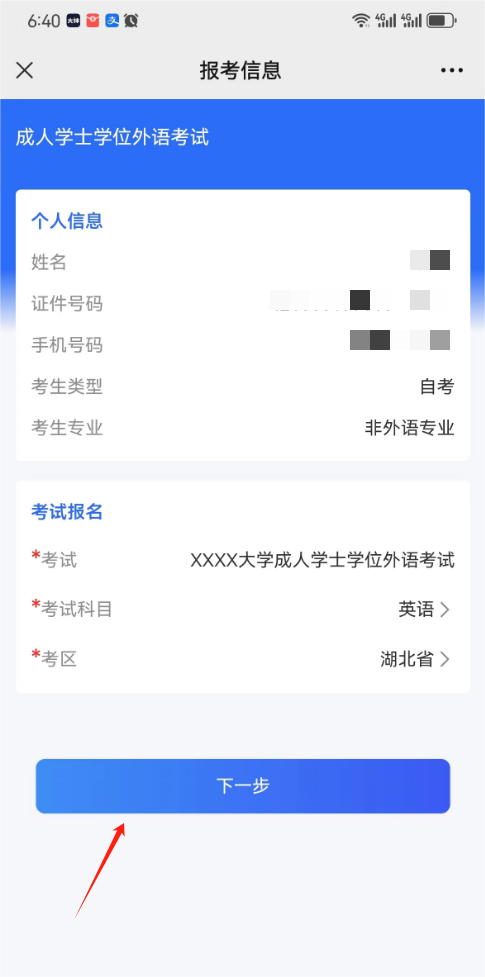 6:40
4G 4G
报考信息
成人学士学位外语考试
个人信息
姓名
证件号码
手机号码
考生类型 自考
考生专业 非外语专业
考试报名
*考试 XXXX大学成人学士学位外语考试
*考试科目 英语
*考区 湖北省
下一步